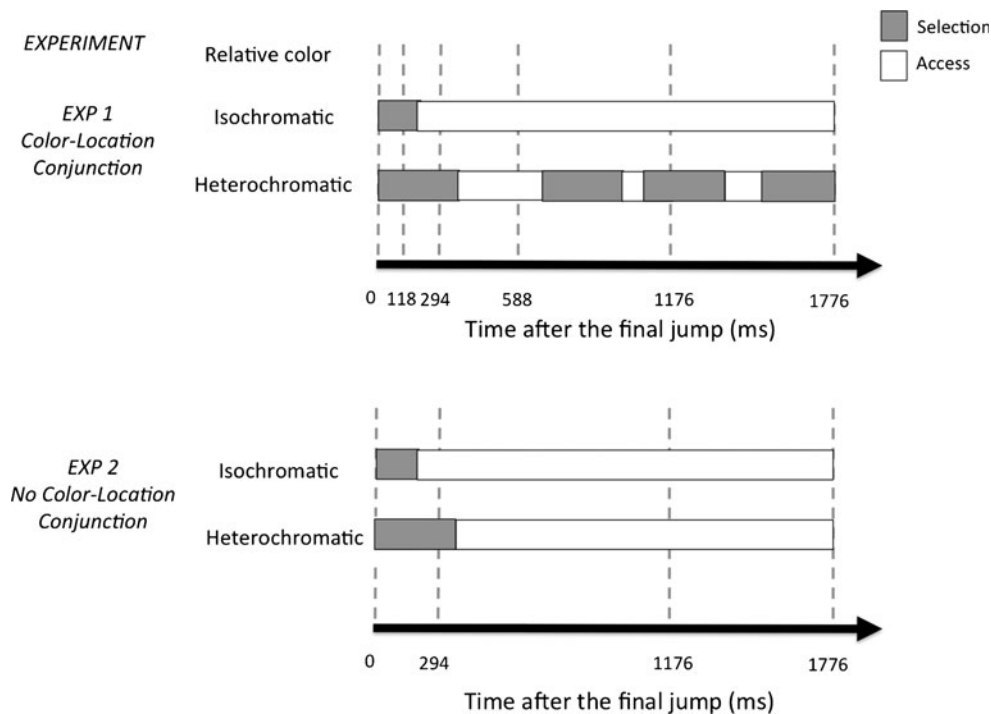 EXPERIMENT
Relative color
Selection
Access
EXP 1
Color-Location
Conjunction
Isochromatic
Heterochromatic
0 118 294 588 1176 1776
Time after the final jump (ms)
EXP 2
No Color-Location
Conjunction
Isochromatic
Heterochromatic
0 294 1176 1776
Time after the final jump (ms)